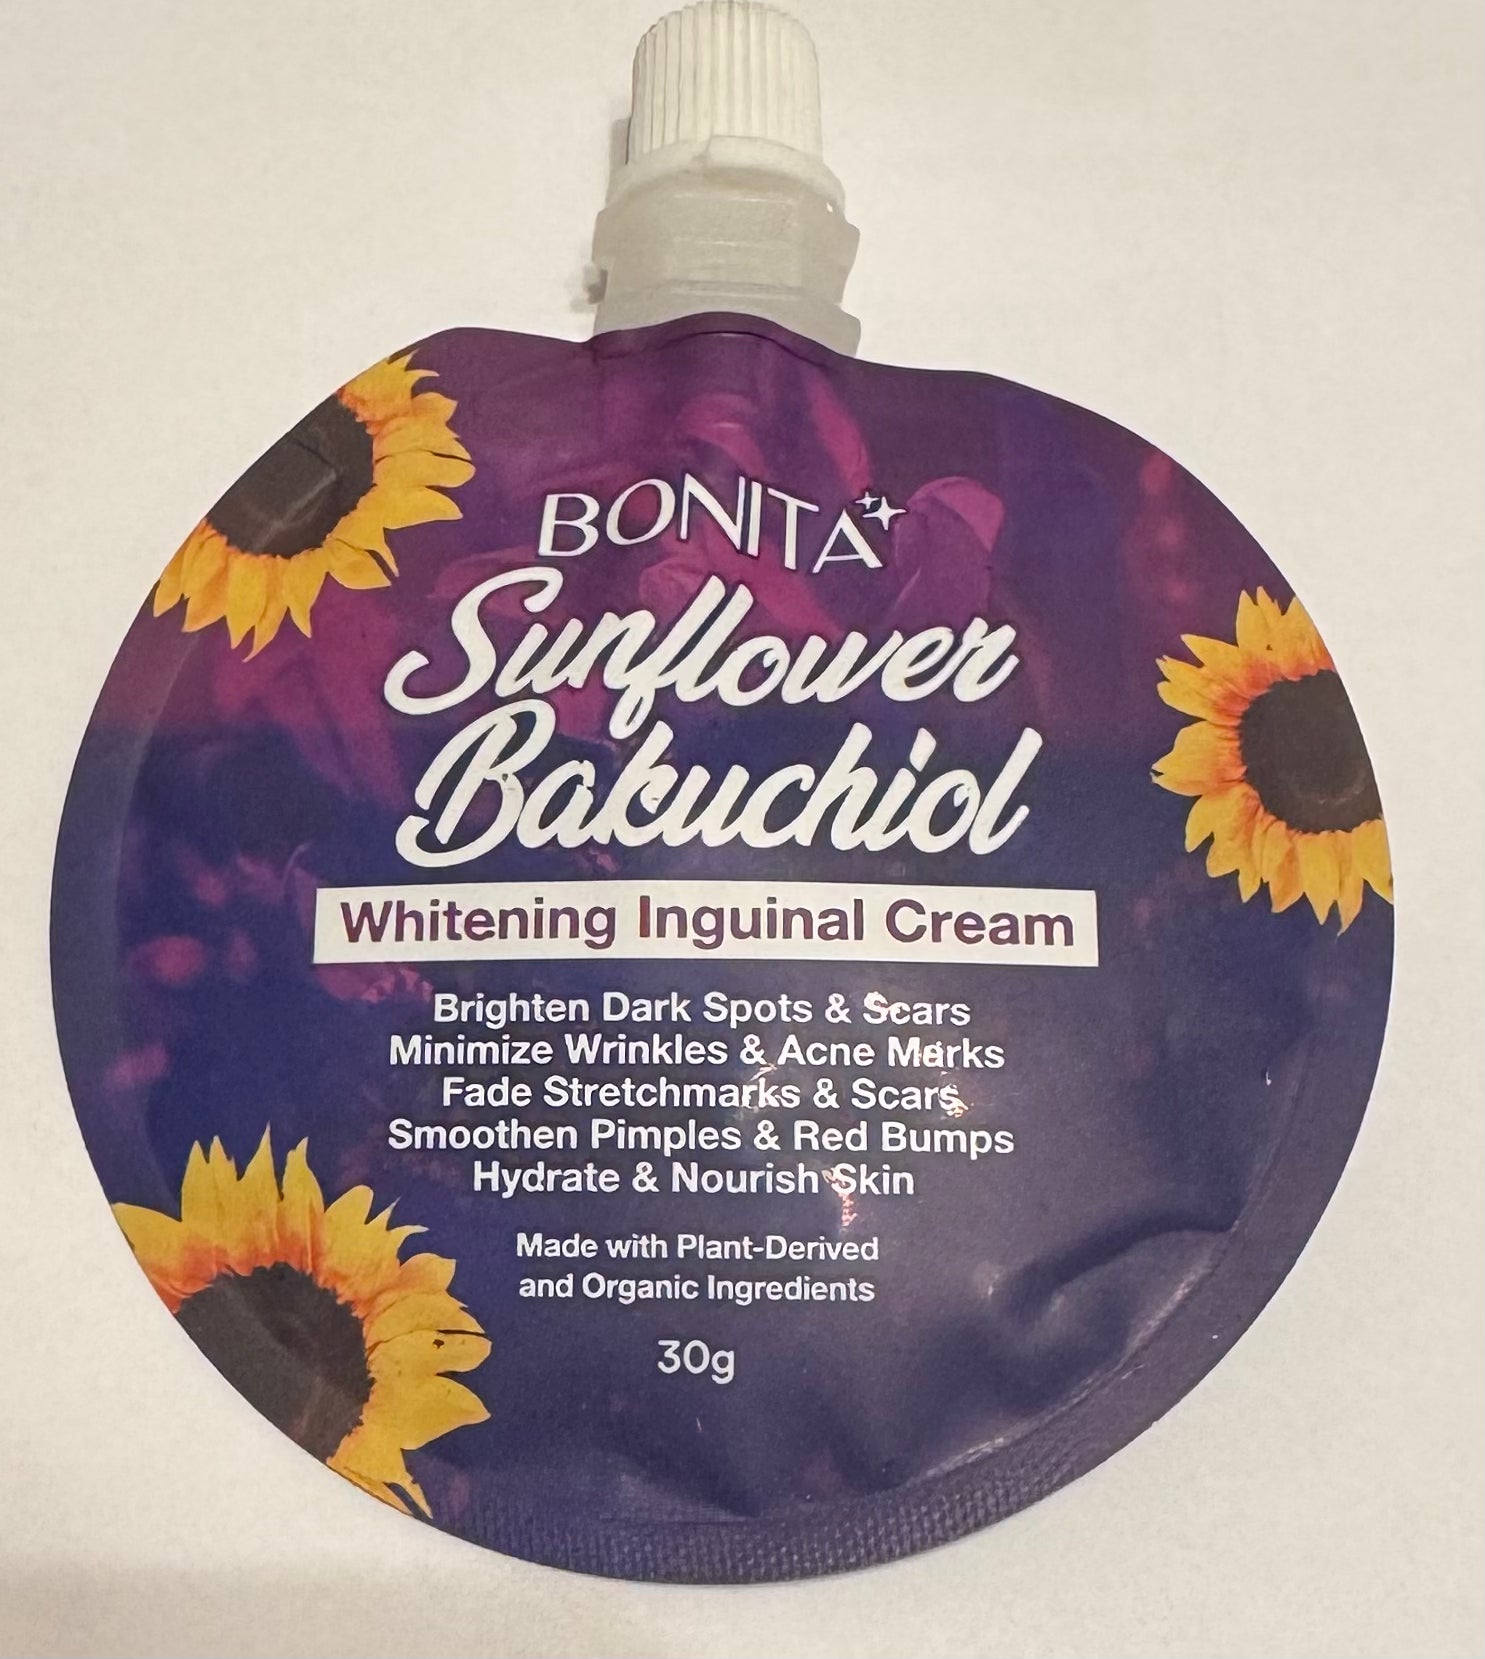 BONITA
Sunflower
Bakuchiol
Whitening Inguinal Cream
Brighten Dark Spots & Scars
Minimize Wrinkles & Acne Marks
Fade Stretchmarks & Scars
Smoothen Pimples & Red Bumps
Hydrate & Nourish Skin
Made with Plant-Derived
and Organic Ingredients
30g